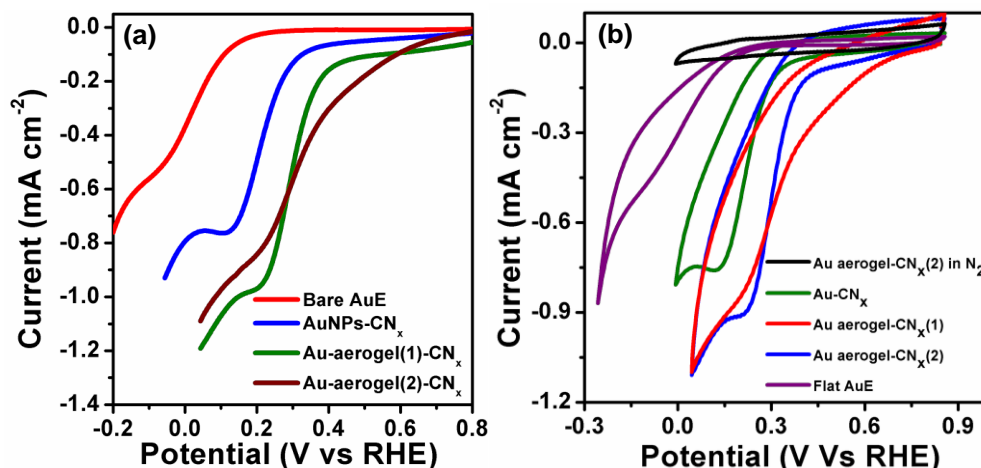 (a)
0.0
-0.2
-0.4
-0.6
-0.8
-1.0
-1.2
-1.4
Current (mA cm⁻²)
Bare AuE
AuNPs-CNₓ
Au-aerogel(1)-CNₓ
Au-aerogel(2)-CNₓ
-0.2 0.0 0.2 0.4 0.6 0.8
Potential (V vs RHE)
(b)
0.0
-0.3
-0.6
-0.9
-1.2
Current (mA cm⁻²)
Au aerogel-CNₓ(2) in N₂
Au-CNₓ
Au aerogel-CNₓ(1)
Au aerogel-CNₓ(2)
Flat AuE
-0.3 0.0 0.3 0.6 0.9
Potential (V Vs RHE)